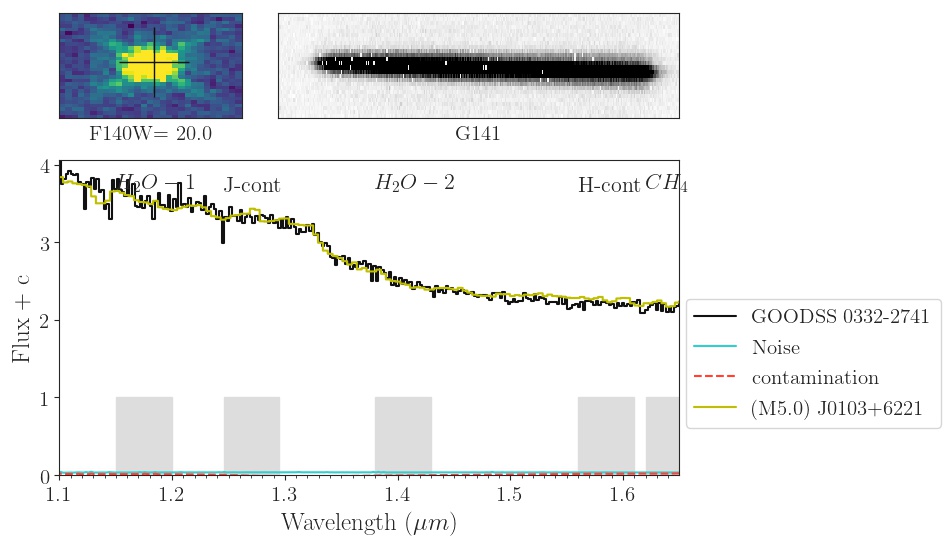 F140W= 20.0
G141
H₂O − 1
J-cont
H₂O − 2
H-cont
CH₄
4
3
2
1
0
Flux + c
1.1
1.2
1.3
1.4
1.5
1.6
Wavelength (μm)
GOODSS 0332-2741
Noise
contamination
(M5.0) J0103+6221